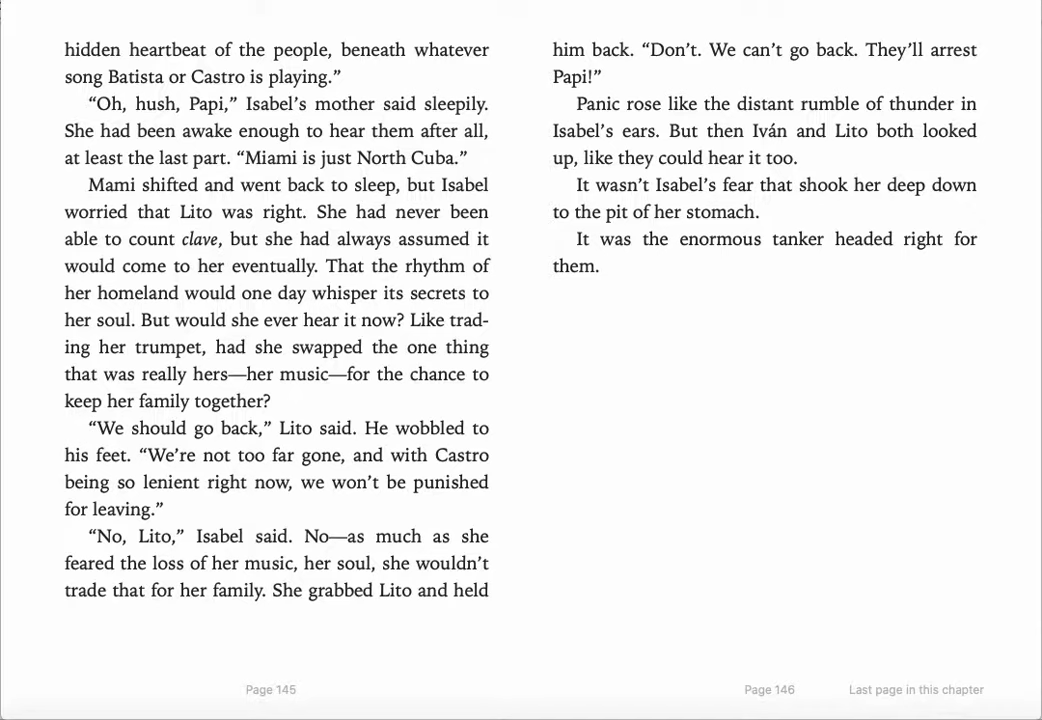 hidden heartbeat of the people, beneath whatever
song Batista or Castro is playing.”
“Oh, hush, Papi,” Isabel’s mother said sleepily.
She had been awake enough to hear them after all,
at least the last part. “Miami is just North Cuba.”
Mami shifted and went back to sleep, but Isabel
worried that Lito was right. She had never been
able to count clave, but she had always assumed it
would come to her eventually. That the rhythm of
her homeland would one day whisper its secrets to
her soul. But would she ever hear it now? Like trad-
ing her trumpet, had she swapped the one thing
that was really hers—her music—for the chance to
keep her family together?
“We should go back,” Lito said. He wobbled to
his feet. “We’re not too far gone, and with Castro
being so lenient right now, we won’t be punished
for leaving.”
“No, Lito,” Isabel said. No—as much as she
feared the loss of her music, her soul, she wouldn’t
trade that for her family. She grabbed Lito and held
Page 145
him back. “Don’t. We can’t go back. They’ll arrest
Papi!”
Panic rose like the distant rumble of thunder in
Isabel’s ears. But then Iván and Lito both looked
up, like they could hear it too.
It wasn’t Isabel’s fear that shook her deep down
to the pit of her stomach.
It was the enormous tanker headed right for
them.
Page 146
Last page in this chapter